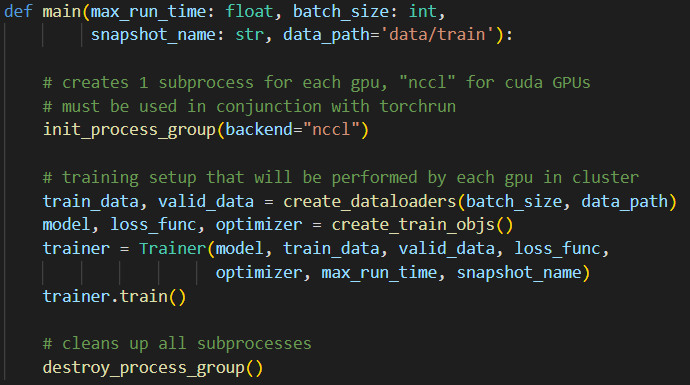 def main(max_run_time: float, batch_size: int,
         snapshot_name: str, data_path='data/train'):
    # creates 1 subprocess for each gpu, "nccl" for cuda GPUs
    # must be used in conjunction with torchrun
    init_process_group(backend="nccl")
    # training setup that will be performed by each gpu in cluster
    train_data, valid_data = create_dataloaders(batch_size, data_path)
    model, loss_func, optimizer = create_train_objs()
    trainer = Trainer(model, train_data, valid_data, loss_func,
                      optimizer, max_run_time, snapshot_name)
    trainer.train()
    # cleans up all subprocesses
    destroy_process_group()